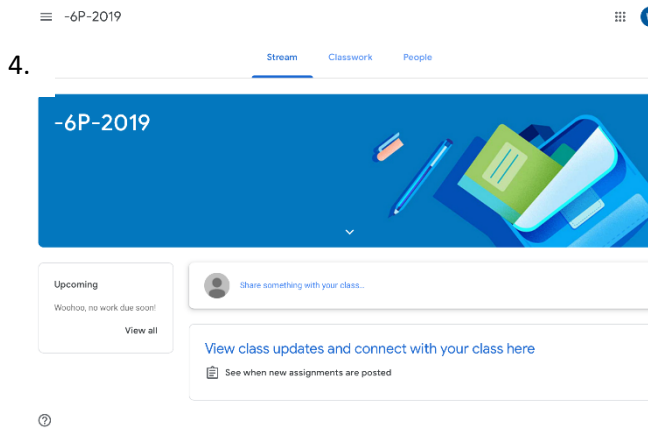 -6P-2019
4.
Stream Classwork People
-6P-2019
Upcoming
Woohoo, no work due soon!
View all
Share something with your class…
View class updates and connect with your class here
See when new assignments are posted